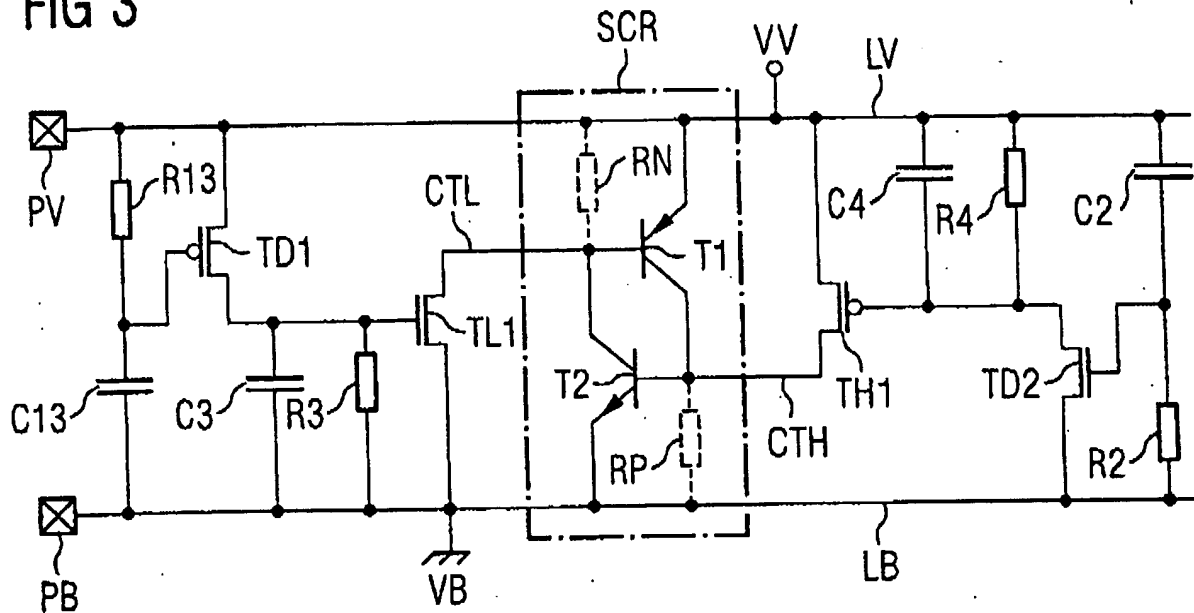 FIG 3
SCR
VV
LV
PV
R13
TD1
CTL
RN
T1
C4
R4
C2
TL1
C13
C3
R3
T2
RP
CTH
TH1
TD2
R2
PB
VB
LB